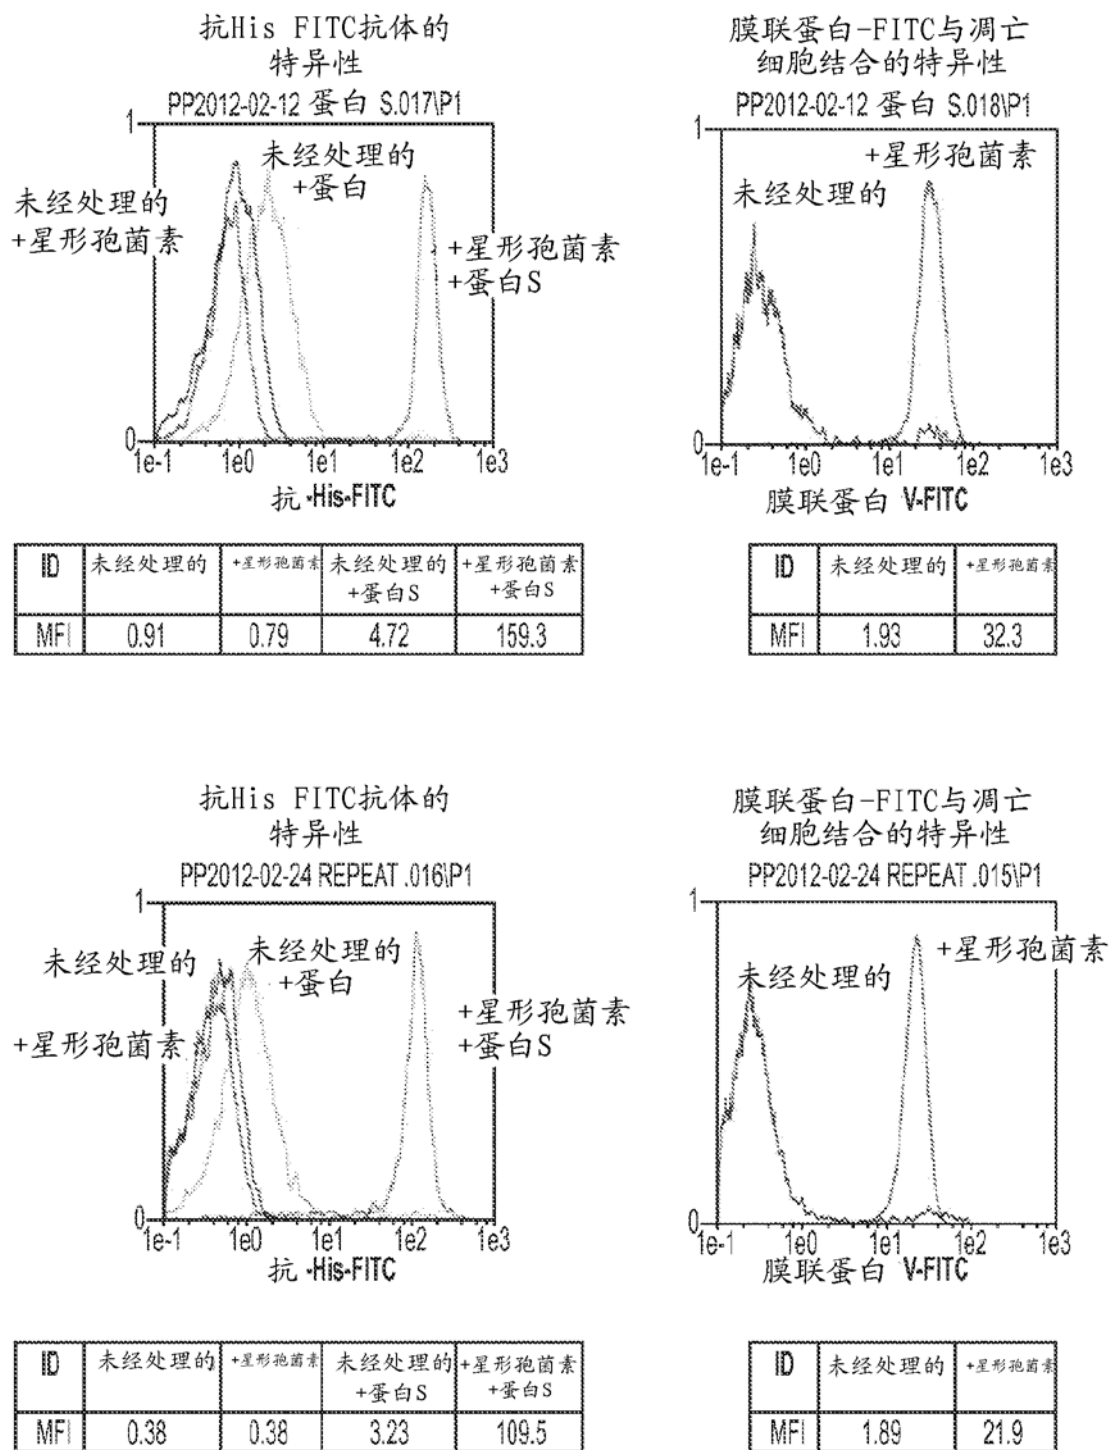 抗His FITC抗体的
特异性
PP2012-02-12 蛋白 S.017\P1
1
未经处理的
+蛋白
未经处理的
+星形孢菌素
+星形孢菌素
+蛋白S
0
1e-1 1e0 1e1 1e2 1e3
抗-His-FITC
膜联蛋白-FITC与凋亡
细胞结合的特异性
PP2012-02-12 蛋白 S.018\P1
1
+星形孢菌素
未经处理的
0
1e-1 1e0 1e1 1e2 1e3
膜联蛋白 V-FITC
ID 未经处理的 +星形孢菌素 未经处理的 +星形孢菌素
+蛋白S +蛋白S
MFI 0.91 0.79 4.72 159.3
ID 未经处理的 +星形孢菌素
MFI 1.93 32.3
抗His FITC抗体的
特异性
PP2012-02-24 REPEAT .016\P1
1
未经处理的 未经处理的
+蛋白
+星形孢菌素 +星形孢菌素
+蛋白S
0
1e-1 1e0 1e1 1e2 1e3
抗-His-FITC
膜联蛋白-FITC与凋亡
细胞结合的特异性
PP2012-02-24 REPEAT .015\P1
1
+星形孢菌素
未经处理的
0
1e-1 1e0 1e1 1e2 1e3
膜联蛋白 V-FITC
ID 未经处理的 +星形孢菌素 未经处理的 +星形孢菌素
+蛋白S +蛋白S
MFI 0.38 0.38 3.23 109.5
ID 未经处理的 +星形孢菌素
MFI 1.89 21.9